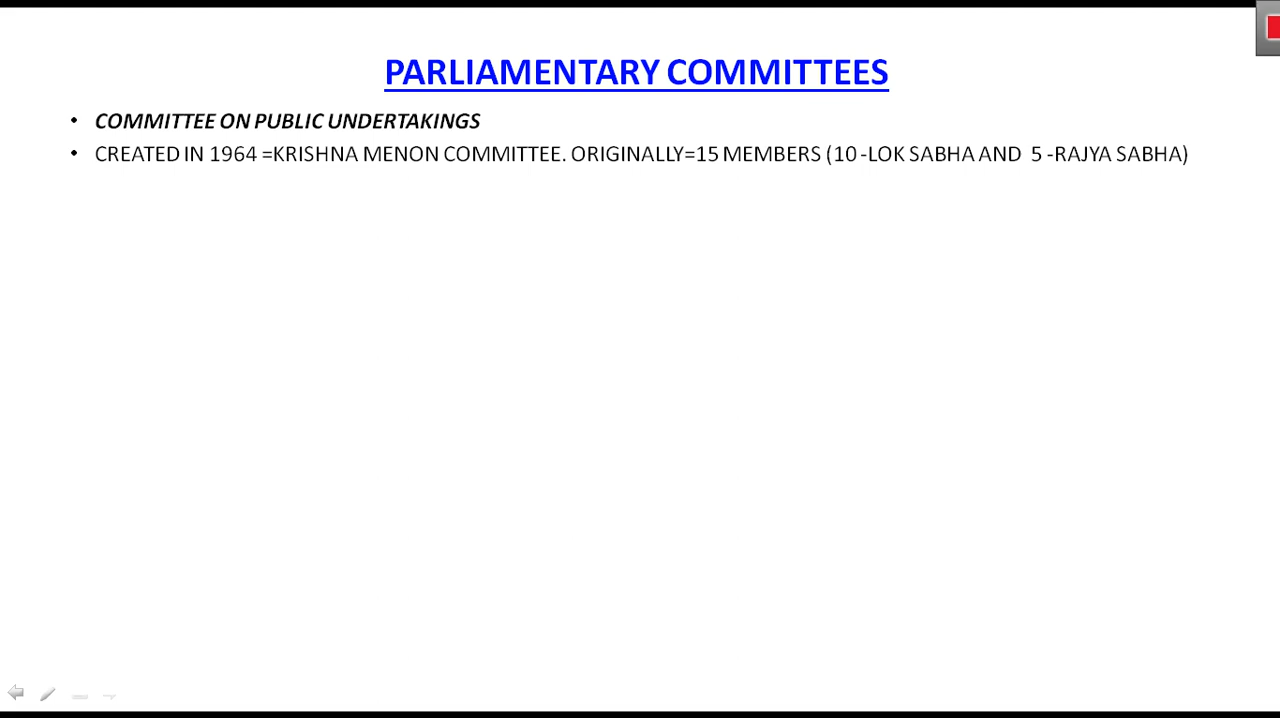 PARLIAMENTARY COMMITTEES
• COMMITTEE ON PUBLIC UNDERTAKINGS
• CREATED IN 1964 =KRISHNA MENON COMMITTEE. ORIGINALLY=15 MEMBERS (10 -LOK SABHA AND 5 -RAJYA SABHA)